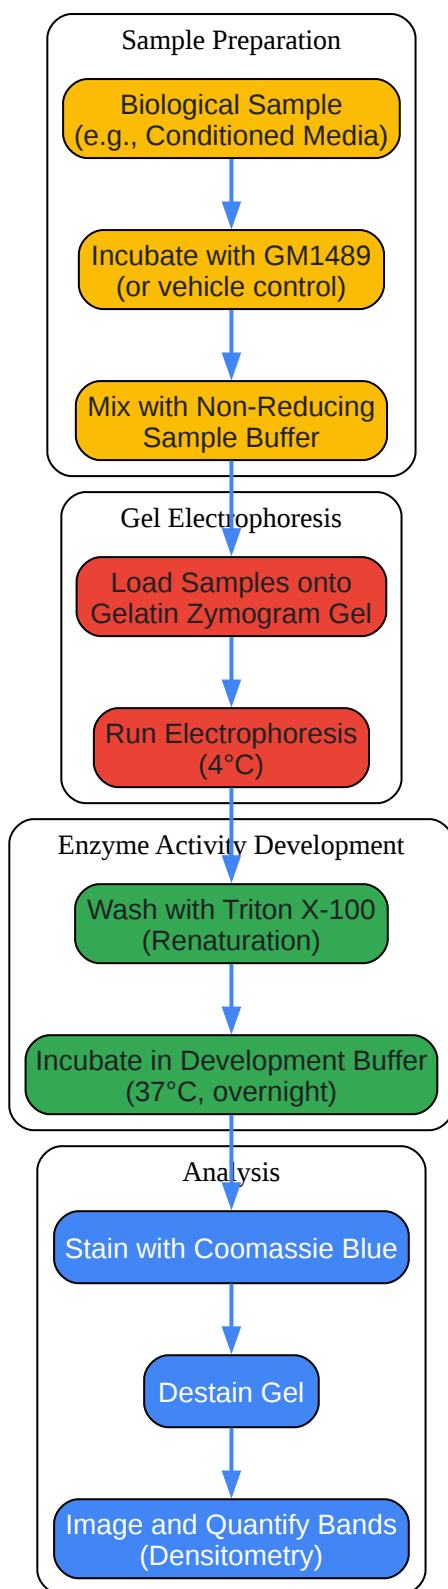 Sample Preparation
Biological Sample
(e.g., Conditioned Media)
Incubate with GM1489
(or vehicle control)
Mix with Non-Reducing
Sample Buffer
Gel Electrophoresis
Load Samples onto
Gelatin Zymogram Gel
Run Electrophoresis
(4°C)
Enzyme Activity Development
Wash with Triton X-100
(Renaturation)
Incubate in Development Buffer
(37°C, overnight)
Analysis
Stain with Coomassie Blue
Destain Gel
Image and Quantify Bands
(Densitometry)